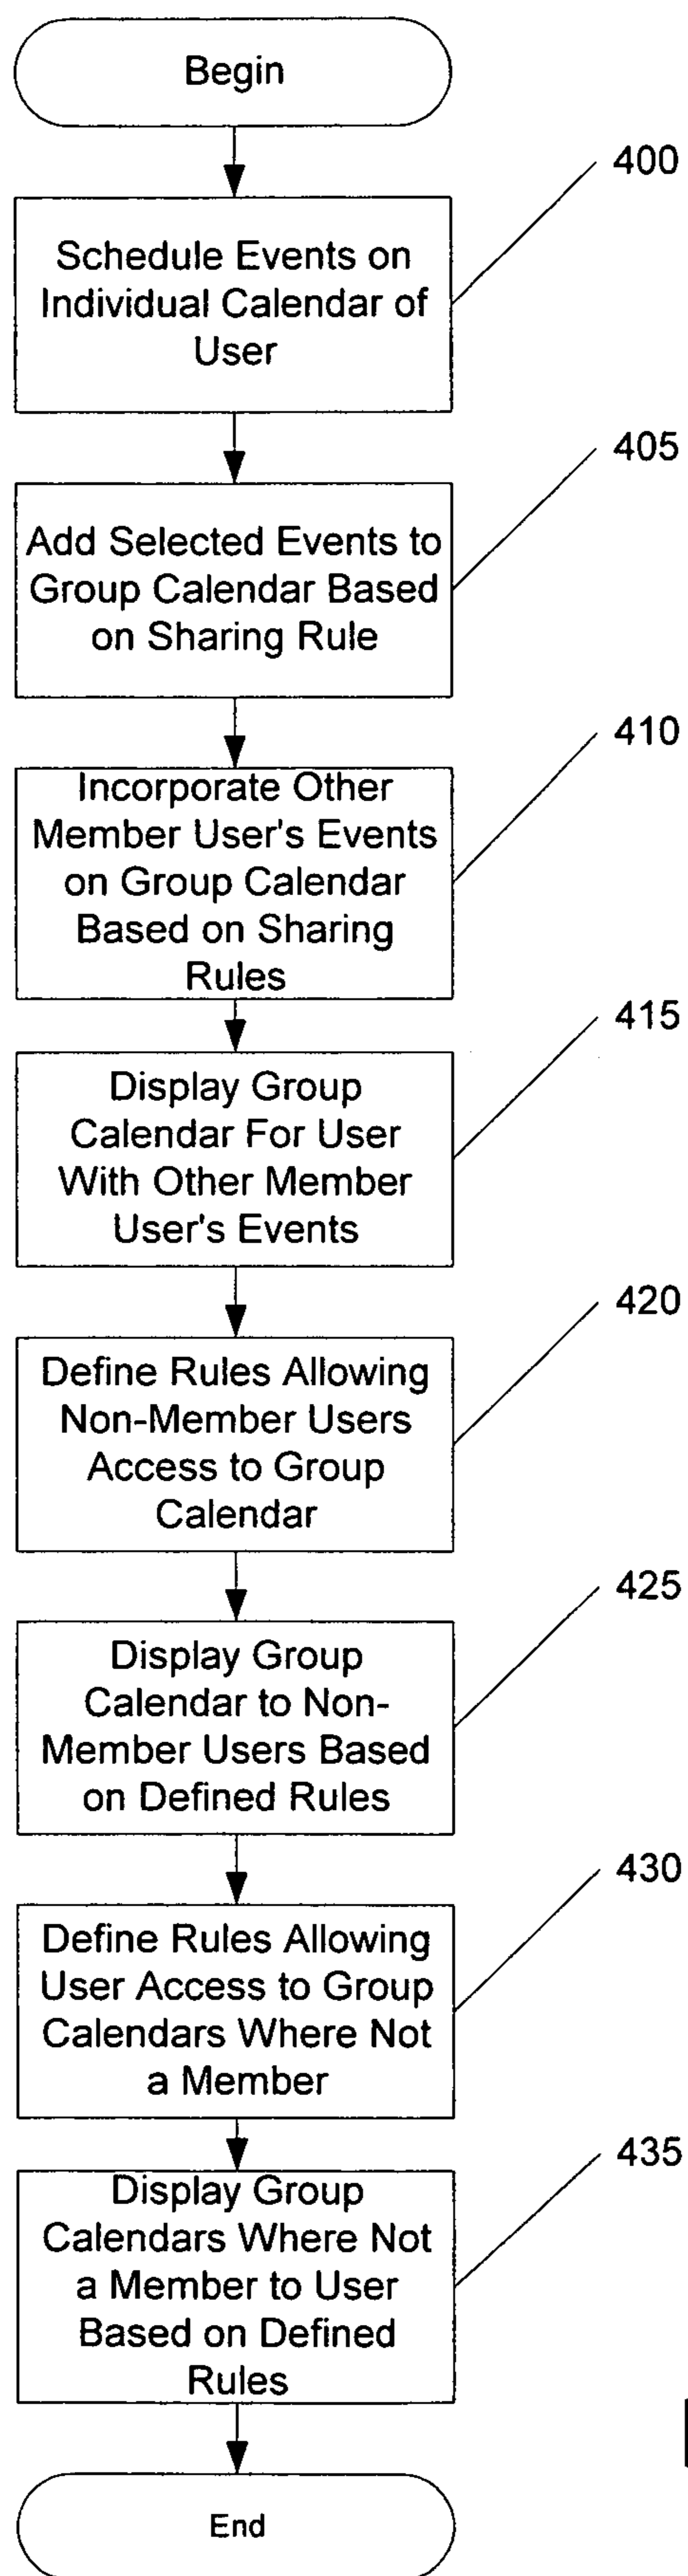 Begin
400
Schedule Events on
Individual Calendar of
User
405
Add Selected Events to
Group Calendar Based
on Sharing Rule
410
Incorporate Other
Member User's Events
on Group Calendar
Based on Sharing
Rules
415
Display Group
Calendar For User
With Other Member
User's Events
420
Define Rules Allowing
Non-Member Users
Access to Group
Calendar
425
Display Group
Calendar to Non-
Member Users Based
on Defined Rules
430
Define Rules Allowing
User Access to Group
Calendars Where Not
a Member
435
Display Group
Calendars Where Not
a Member to User
Based on Defined
Rules
End